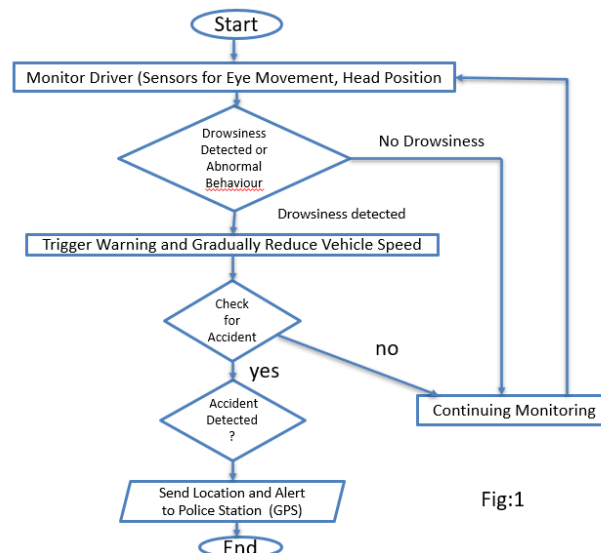 Start
Monitor Driver (Sensors for Eye Movement, Head Position
Drowsiness
Detected or
Abnormal
Behaviour
No Drowsiness
Drowsiness detected
Trigger Warning and Gradually Reduce Vehicle Speed
Check
for
Accident
no
yes
Continuing Monitoring
Accident
Detected
?
Send Location and Alert
to Police Station (GPS)
Fig:1
End